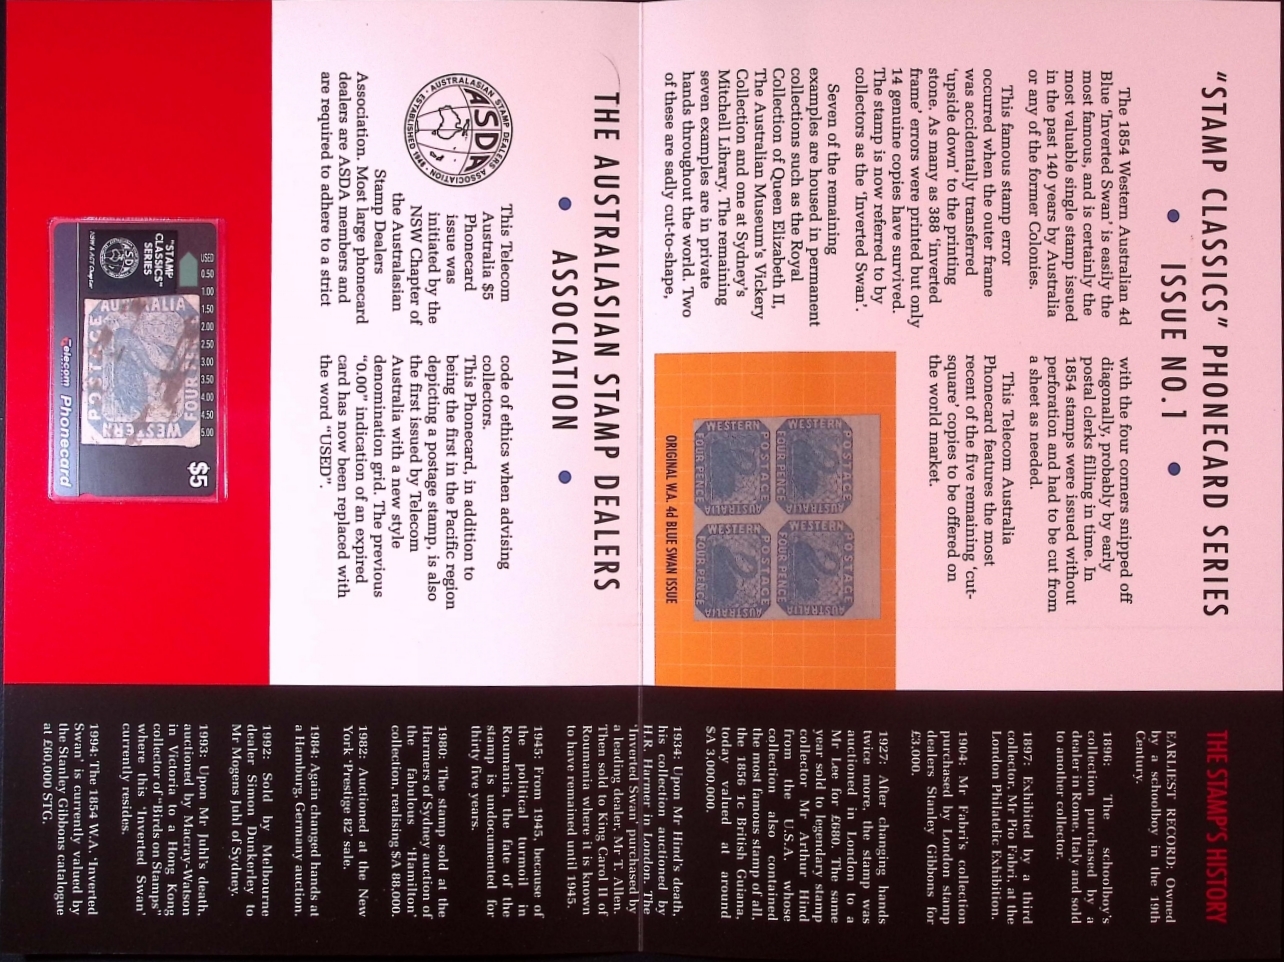 "STAMP CLASSICS" PHONECARD SERIES
• ISSUE NO.1 •
The 1854 Western Australian 4d
Blue 'Inverted Swan' is easily the
most famous, and is certainly the
most valuable single stamp issued
in the past 140 years by Australia
or any of the former Colonies.
This famous stamp error
occurred when the outer frame
was accidentally transferred
'upside down' to the printing
stone. As many as 388 'inverted
frame' errors were printed but only
14 genuine copies have survived.
The stamp is now referred to by
collectors as the 'Inverted Swan'.
Seven of the remaining
examples are housed in permanent
collections such as the Royal
Collection of Queen Elizabeth II,
The Australian Museum's Vickery
Collection and one at Sydney's
Mitchell Library. The remaining
seven examples are in private
hands throughout the world. Two
of these are sadly cut-to-shape,
with the four corners snipped off
diagonally, probably by early
postal clerks filling in time. In
1854 stamps were issued without
perforation and had to be cut from
a sheet as needed.
This Telecom Australia
Phonecard features the most
recent of the five remaining 'cut-
square' copies to be offered on
the world market.
WESTERN
POSTAGE
AUSTRALIA
FOUR PENCE
WESTERN
POSTAGE
AUSTRALIA
FOUR PENCE
WESTERN
POSTAGE
AUSTRALIA
FOUR PENCE
WESTERN
POSTAGE
AUSTRALIA
FOUR PENCE
ORIGINAL W.A. 4d BLUE SWAN ISSUE
THE AUSTRALASIAN STAMP DEALERS
• ASSOCIATION •
AUSTRALASIAN STAMP DEALERS ASSOCIATION
ASDA
ESTABLISHED 1948
This Telecom
Australia $5
Phonecard
issue was
initiated by the
NSW Chapter of
the Australasian
Stamp Dealers
Association. Most large phonecard
dealers are ASDA members and
are required to adhere to a strict
code of ethics when advising
collectors.
This Phonecard, in addition to
being the first in the Pacific region
depicting a postage stamp, is also
the first issued by Telecom
Australia with a new style
denomination grid. The previous
"0.00" indication of an expired
card has now been replaced with
the word "USED".
USED
0.50
1.00
1.50
2.00
2.50
3.00
3.50
4.00
4.50
5.00
$5
"STAMP
CLASSICS"
SERIES
ASDA
NSW & ACT Chapter
AUSTRALIA
FOUR
POSTAGE
WESTERN
Telecom Phonecard
THE STAMP'S HISTORY
EARLIEST RECORD: Owned
by a schoolboy in the 19th
Century.
1896: The schoolboy's
collection purchased by a
dealer in Rome, Italy and sold
to another collector.
1897: Exhibited by a third
collector, Mr. Pio Fabri, at the
London Philatelic Exhibition.
1904: Mr Fabri's collection
purchased by London stamp
dealers Stanley Gibbons for
£3,000.
1927: After changing hands
twice more, the stamp was
auctioned in London to a
Mr Lee for £680. The same
year sold to legendary stamp
collector Mr Arthur Hind
from the U.S.A. whose
collection also contained
the most famous stamp of all,
the 1856 1c British Guiana,
today valued at around
$A 3,000,000.
1934: Upon Mr Hind's death,
his collection auctioned by
H.R. Harmer in London. The
'Inverted Swan' purchased by
a leading dealer, Mr T. Allen.
Then sold to King Carol II of
Roumania where it is known
to have remained until 1945.
1945: From 1945, because of
the political turmoil in
Roumania, the fate of the
stamp is undocumented for
thirty five years.
1980: The stamp sold at the
Harmers of Sydney auction of
the fabulous 'Hamilton'
collection, realising $A 88,000.
1982: Auctioned at the New
York 'Prestige 82' sale.
1984: Again changed hands at
a Hamburg, Germany auction.
1992: Sold by Melbourne
dealer Simon Dunkerley to
Mr Mogens Juhl of Sydney.
1993: Upon Mr Juhl's death,
auctioned by Macray-Watson
in Victoria to a Hong Kong
collector of "Birds on Stamps",
where this 'Inverted Swan'
currently resides.
1994: The 1854 W.A. 'Inverted
Swan' is currently valued by
the Stanley Gibbons catalogue
at £60,000 STG.